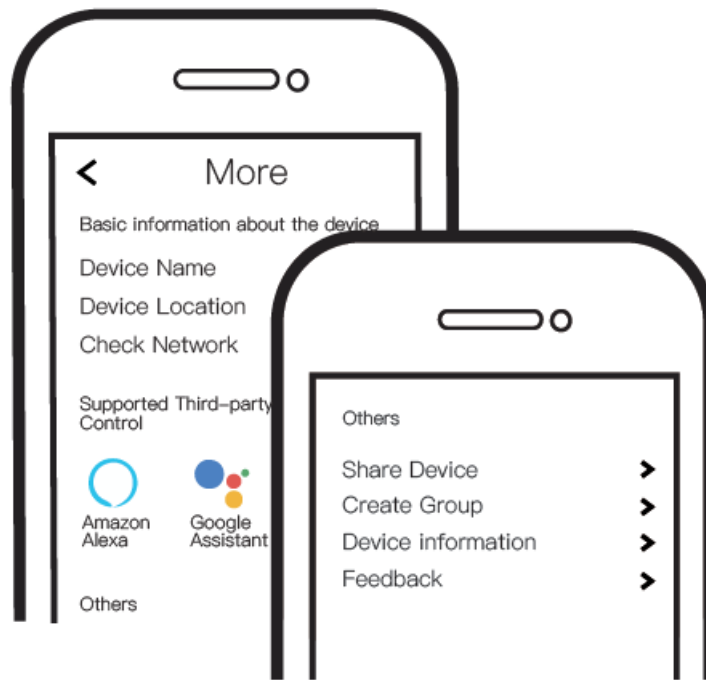 More
Basic information about the device
Device Name
Device Location
Check Network
Supported Third-party
Control
Amazon
Alexa
Google
Assistant
Others
Others
Share Device
Create Group
Device information
Feedback